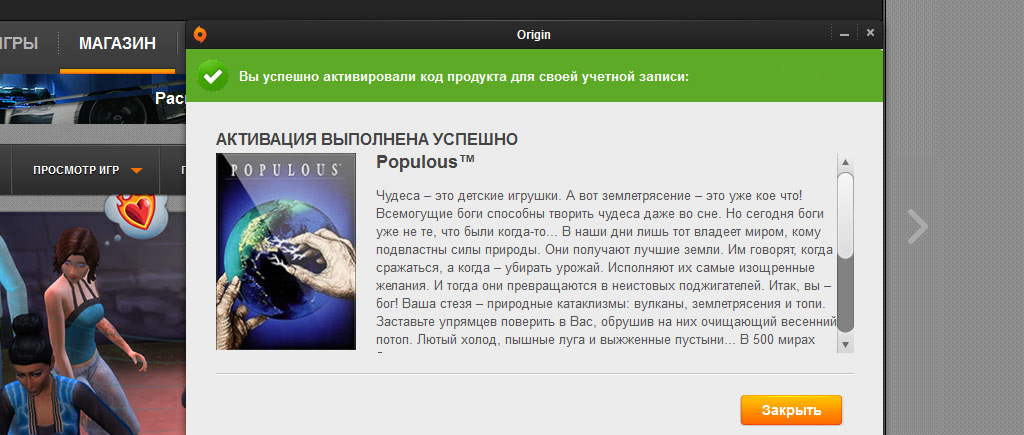 ИГРЫ
МАГАЗИН
Origin
Вы успешно активировали код продукта для своей учетной записи:
АКТИВАЦИЯ ВЫПОЛНЕНА УСПЕШНО
ПРОСМОТР ИГР
POPULOUS
Populous™
Чудеса – это детские игрушки. А вот землетрясение – это уже кое что!
Всемогущие боги способны творить чудеса даже во сне. Но сегодня боги
уже не те, что были когда-то... В наши дни лишь тот владеет миром, кому
подвластны силы природы. Они получают лучшие земли. Им говорят, когда
сражаться, а когда – убирать урожай. Исполняют их самые изощренные
желания. И тогда они превращаются в неистовых поджигателей. Итак, вы –
бог! Ваша стезя – природные катаклизмы: вулканы, землетрясения и топи.
Заставьте упрямцев поверить в Вас, обрушив на них очищающий весенний
потоп. Лютый холод, пышные луга и выжженные пустыни... В 500 мирах
Закрыть